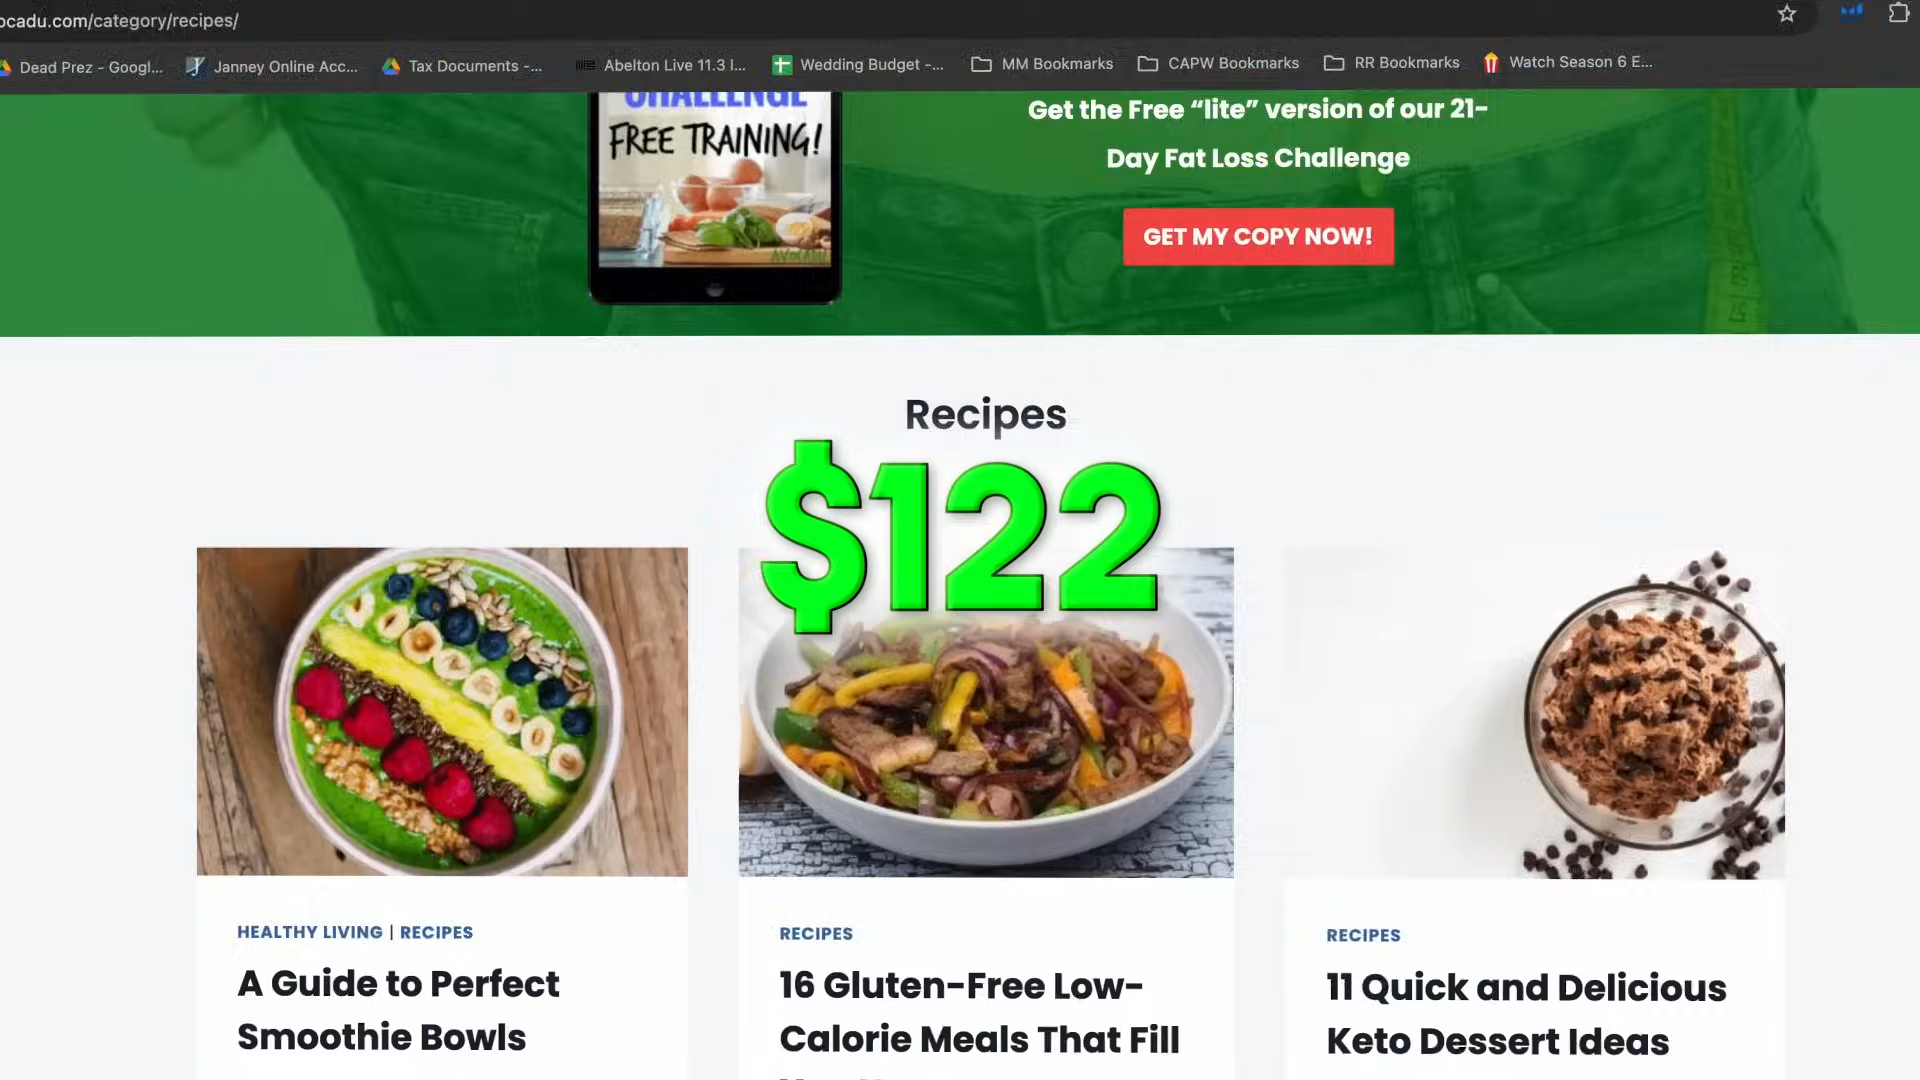 ocadu.com/category/recipes/
Dead Prez - Googl...
Janney Online Acc...
Tax Documents -...
Abelton Live 11.3 I...
Wedding Budget -...
MM Bookmarks
CAPW Bookmarks
RR Bookmarks
Watch Season 6 E...
CHALLENGE
FREE TRAINING!
AVOCADU
Get the Free “lite” version of our 21-
Day Fat Loss Challenge
GET MY COPY NOW!
Recipes
$122
HEALTHY LIVING | RECIPES
A Guide to Perfect
Smoothie Bowls
RECIPES
16 Gluten-Free Low-
Calorie Meals That Fill
RECIPES
11 Quick and Delicious
Keto Dessert Ideas